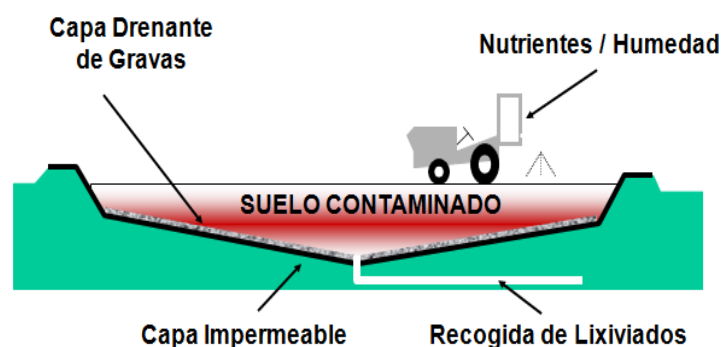 Capa Drenante
de Gravas
Nutrientes / Humedad
SUELO CONTAMINADO
Capa Impermeable
Recogida de Lixiviados